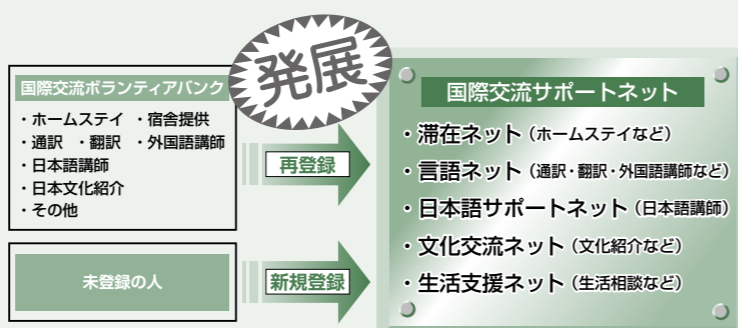 発展
国際交流ボランティアバンク
・ホームステイ ・宿舎提供
・通訳 ・翻訳 ・外国語講師
・日本語講師
・日本文化紹介
・その他
再登録
未登録の人
新規登録
国際交流サポートネット
・滞在ネット（ホームステイなど）
・言語ネット（通訳・翻訳・外国語講師など）
・日本語サポートネット（日本語講師）
・文化交流ネット（文化紹介など）
・生活支援ネット（生活相談など）